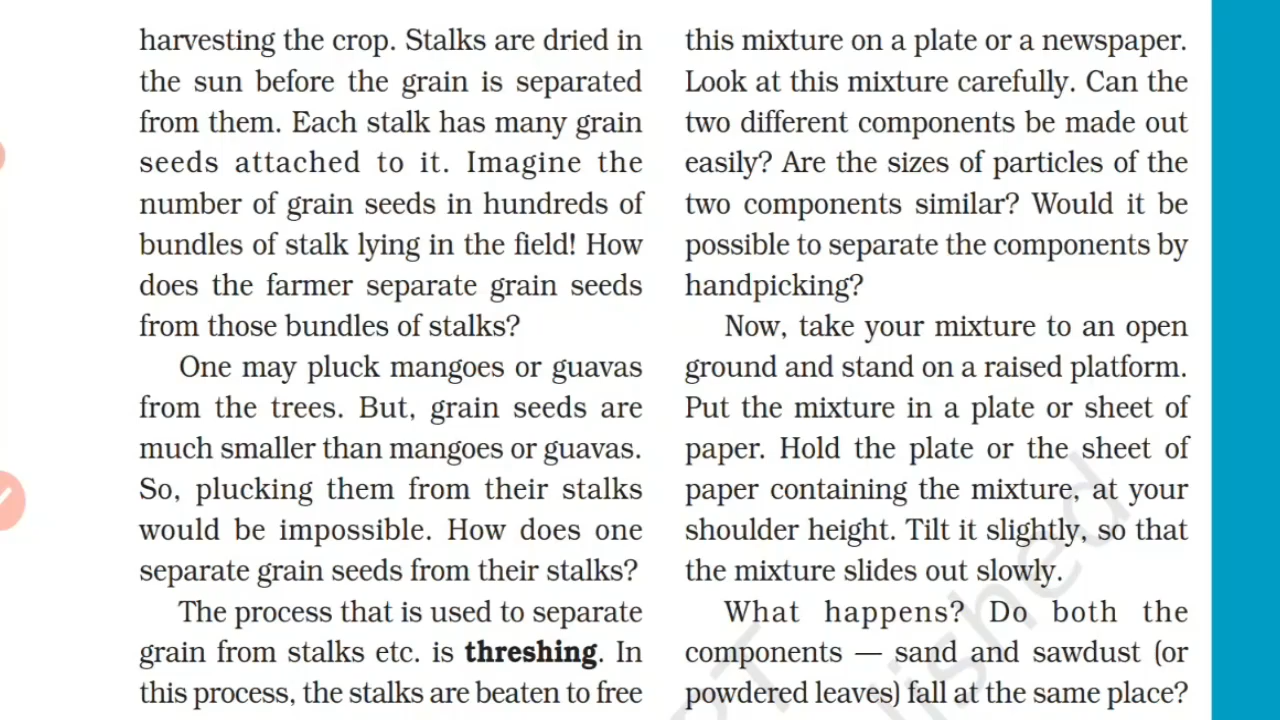 harvesting the crop. Stalks are dried in
the sun before the grain is separated
from them. Each stalk has many grain
seeds attached to it. Imagine the
number of grain seeds in hundreds of
bundles of stalk lying in the field! How
does the farmer separate grain seeds
from those bundles of stalks?
One may pluck mangoes or guavas
from the trees. But, grain seeds are
much smaller than mangoes or guavas.
So, plucking them from their stalks
would be impossible. How does one
separate grain seeds from their stalks?
The process that is used to separate
grain from stalks etc. is threshing. In
this process, the stalks are beaten to free
this mixture on a plate or a newspaper.
Look at this mixture carefully. Can the
two different components be made out
easily? Are the sizes of particles of the
two components similar? Would it be
possible to separate the components by
handpicking?
Now, take your mixture to an open
ground and stand on a raised platform.
Put the mixture in a plate or sheet of
paper. Hold the plate or the sheet of
paper containing the mixture, at your
shoulder height. Tilt it slightly, so that
the mixture slides out slowly.
What happens? Do both the
components — sand and sawdust (or
powdered leaves) fall at the same place?